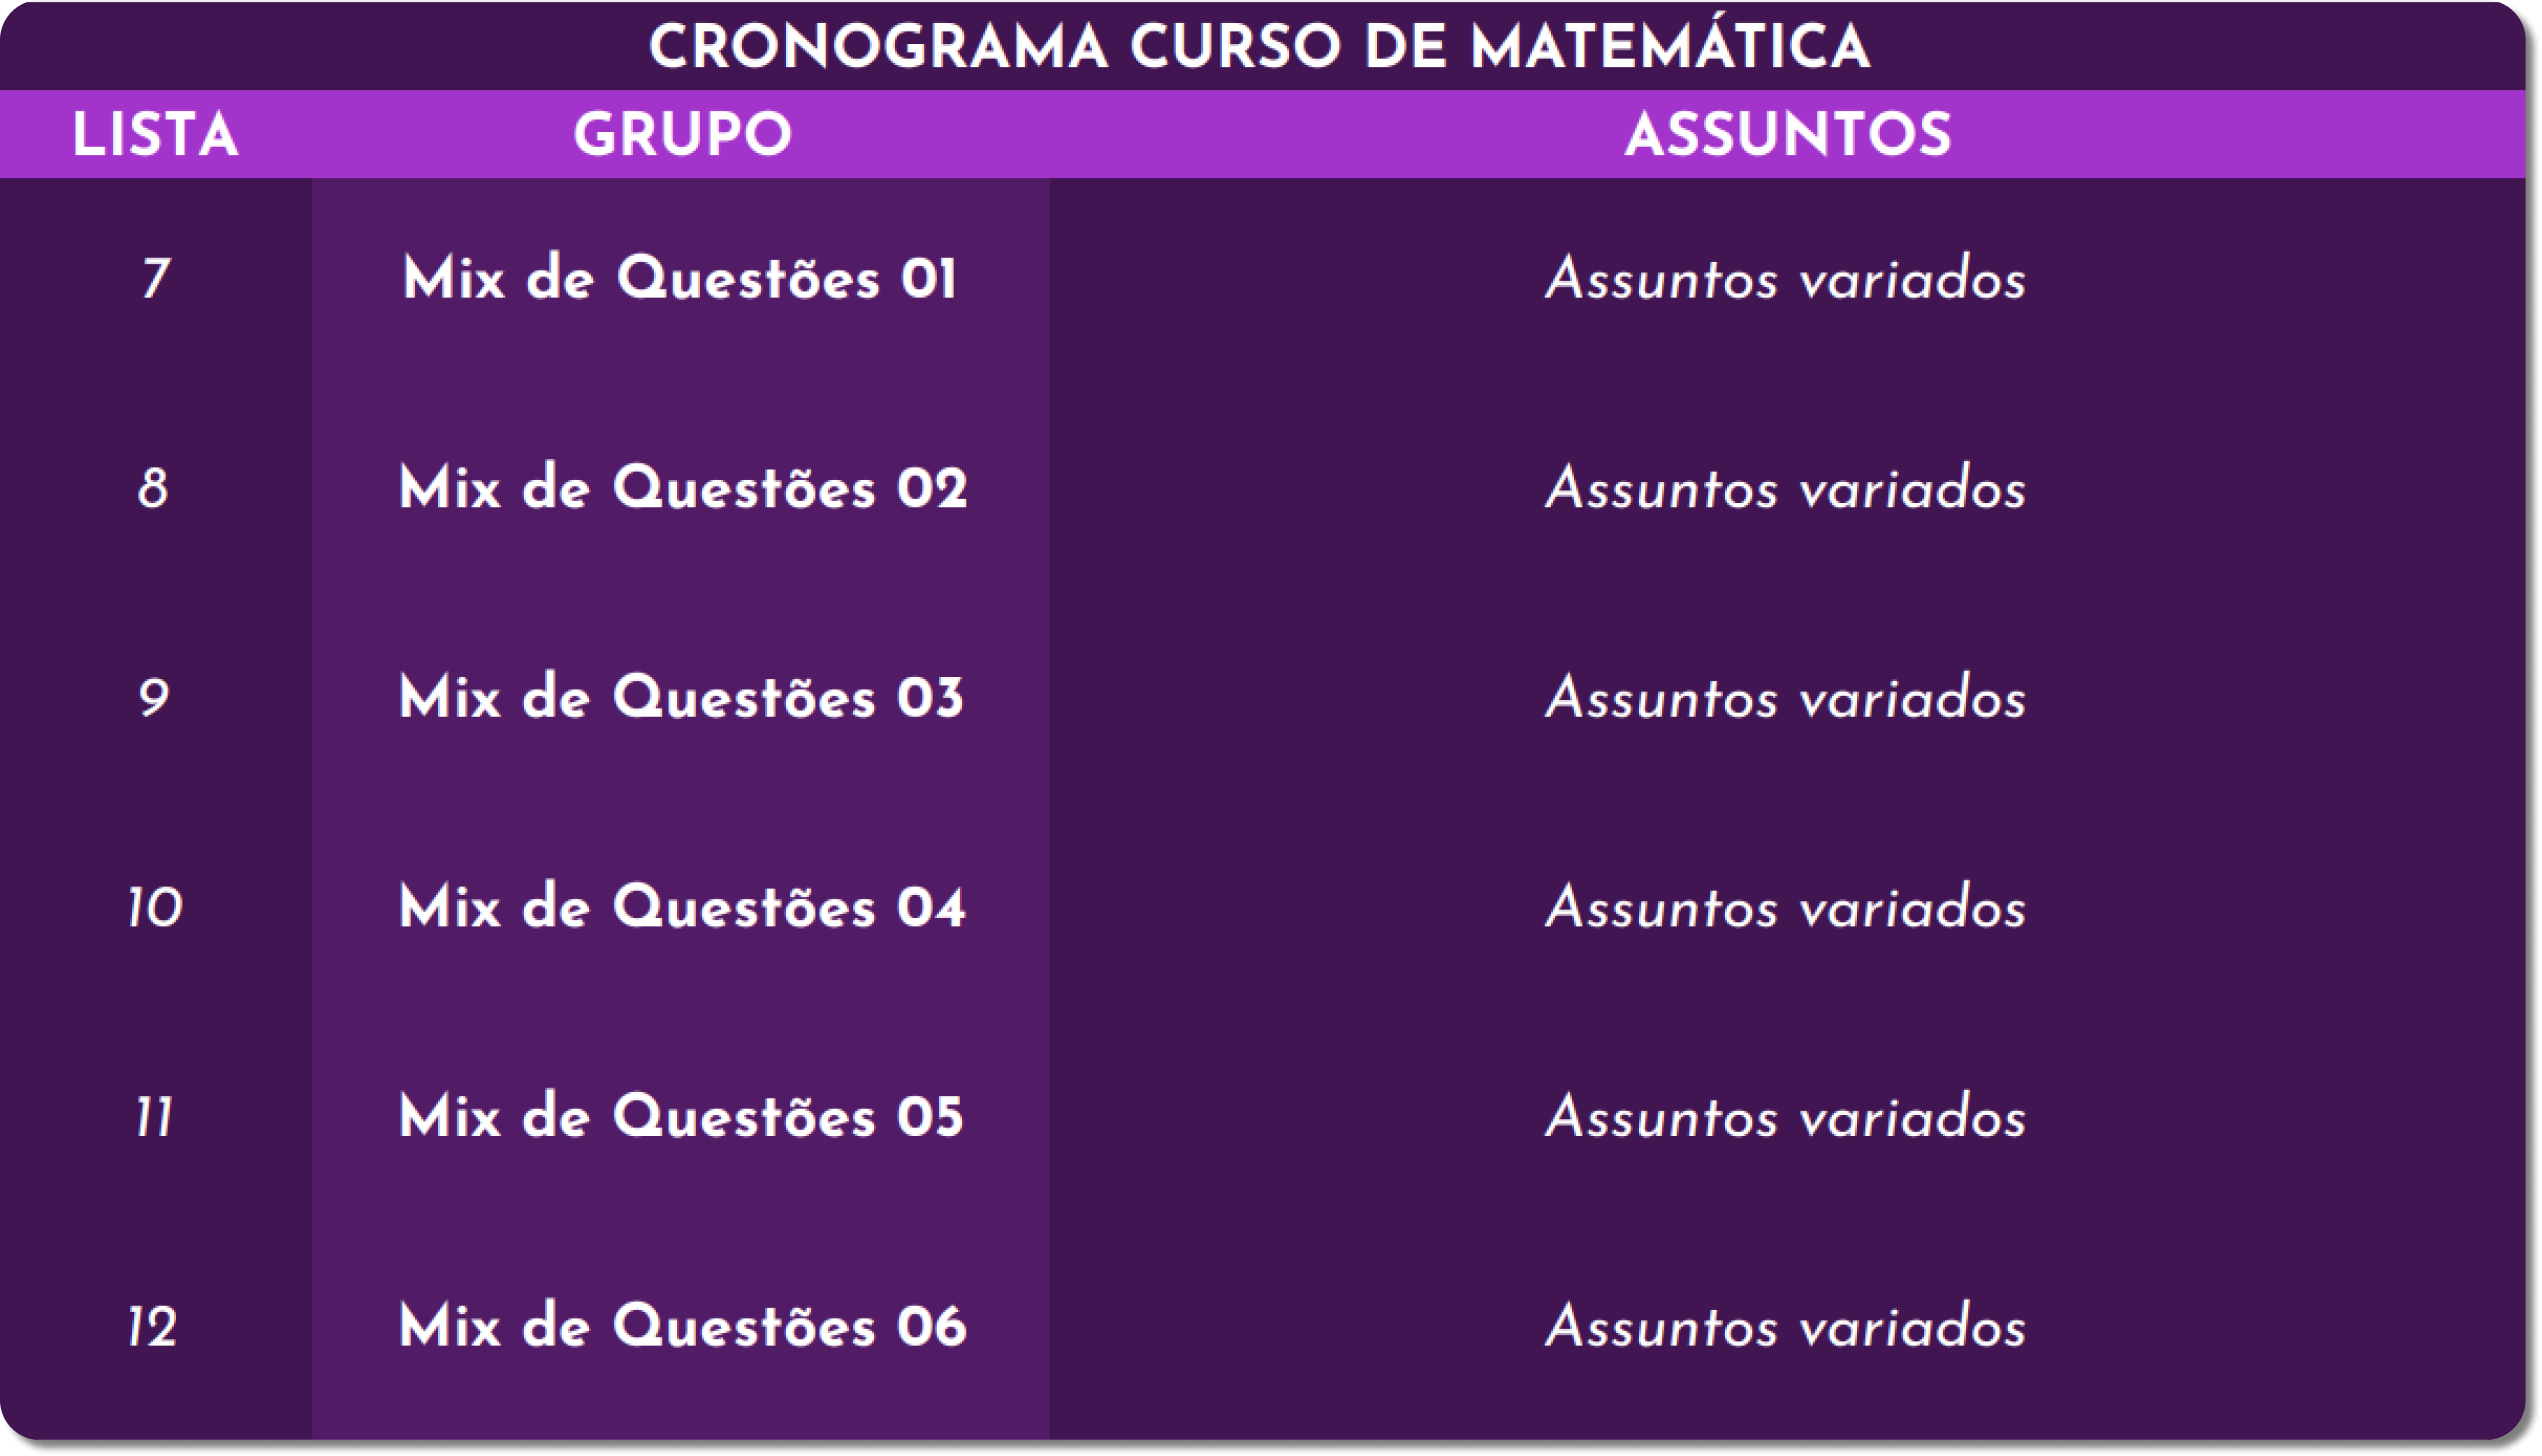 CRONOGRAMA CURSO DE MATEMÁTICA
LISTA GRUPO ASSUNTOS
7 Mix de Questões 01 Assuntos variados
8 Mix de Questões 02 Assuntos variados
9 Mix de Questões 03 Assuntos variados
10 Mix de Questões 04 Assuntos variados
11 Mix de Questões 05 Assuntos variados
12 Mix de Questões 06 Assuntos variados